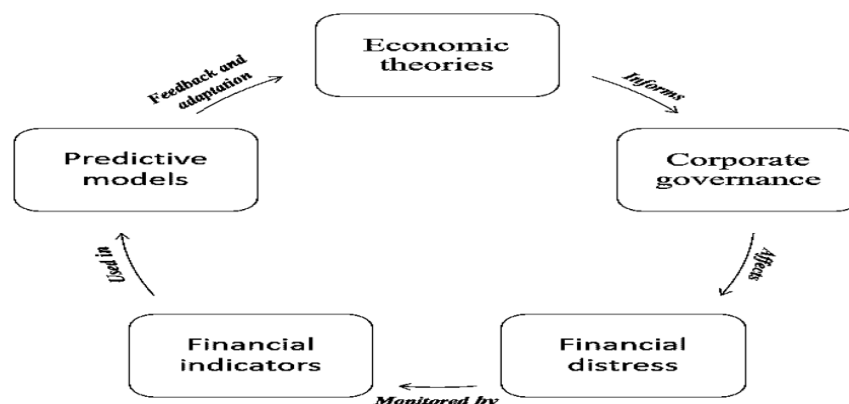 Economic
theories
Informs
Corporate
governance
Affects
Financial
distress
Monitored by
Financial
indicators
Used in
Predictive
models
Feedback and
adaptation